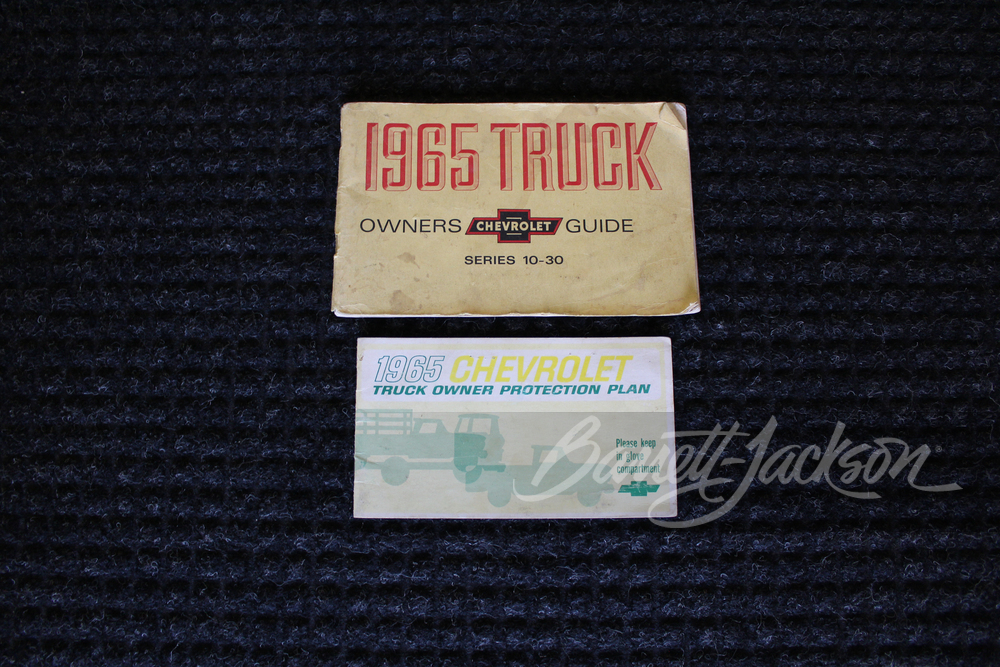 1965 TRUCK
OWNERS CHEVROLET GUIDE
SERIES 10-30
1965 CHEVROLET
TRUCK OWNER PROTECTION PLAN
Please keep
in glove
compartment
Barrett-Jackson